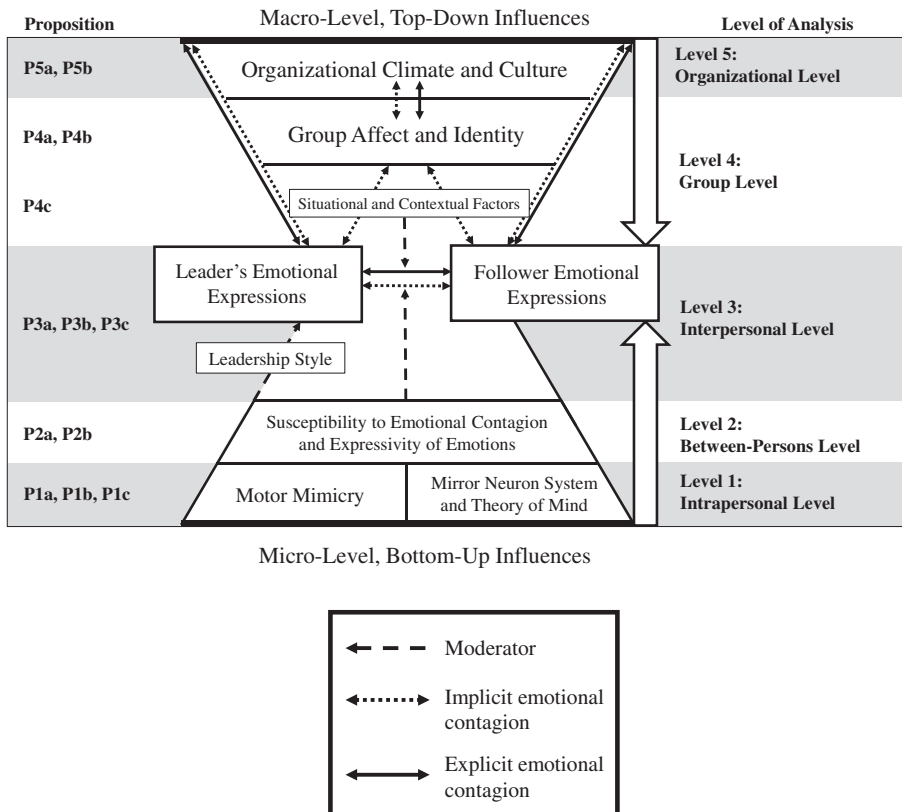 Proposition
Macro-Level, Top-Down Influences
Level of Analysis
P5a, P5b
Organizational Climate and Culture
Level 5:
Organizational Level
P4a, P4b
Group Affect and Identity
Level 4:
Group Level
P4c
Situational and Contextual Factors
Leader's Emotional
Expressions
Follower Emotional
Expressions
P3a, P3b, P3c
Level 3:
Interpersonal Level
Leadership Style
P2a, P2b
Susceptibility to Emotional Contagion
and Expressivity of Emotions
Level 2:
Between-Persons Level
P1a, P1b, P1c
Motor Mimicry
Mirror Neuron System
and Theory of Mind
Level 1:
Intrapersonal Level
Micro-Level, Bottom-Up Influences
Moderator
Implicit emotional
contagion
Explicit emotional
contagion